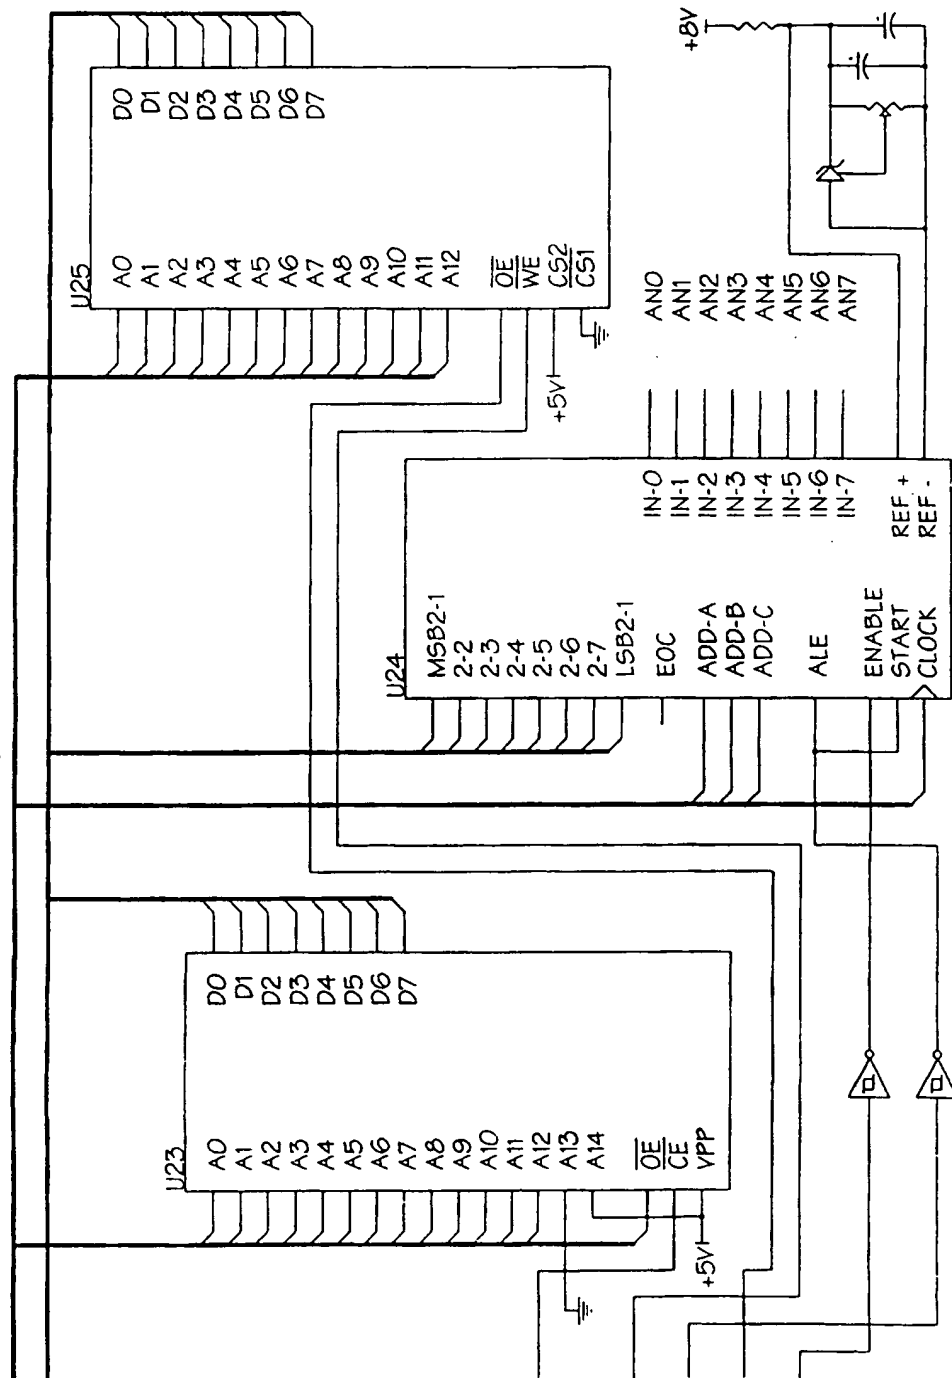 U25
A0
A1
A2
A3
A4
A5
A6
A7
A8
A9
A10
A11
A12
OE
WE
CS2
CS1
D0
D1
D2
D3
D4
D5
D6
D7
+5V
+8V
U24
MSB2-1
2-2
2-3
2-4
2-5
2-6
2-7
LSB2-1
EOC
ADD-A
ADD-B
ADD-C
ALE
ENABLE
START
CLOCK
IN-0
IN-1
IN-2
IN-3
IN-4
IN-5
IN-6
IN-7
REF +
REF -
AN0
AN1
AN2
AN3
AN4
AN5
AN6
AN7
U23
A0
A1
A2
A3
A4
A5
A6
A7
A8
A9
A10
A11
A12
A13
A14
OE
CE
VPP
D0
D1
D2
D3
D4
D5
D6
D7
+5V